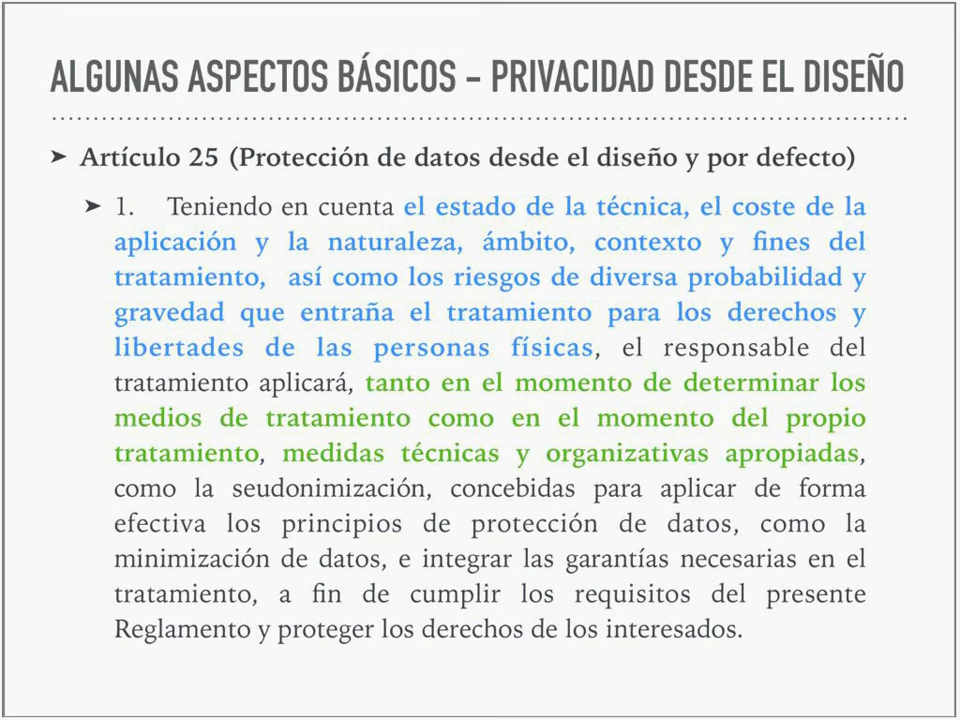 ALGUNAS ASPECTOS BÁSICOS - PRIVACIDAD DESDE EL DISEÑO
➤ Artículo 25 (Protección de datos desde el diseño y por defecto)
➤ 1. Teniendo en cuenta el estado de la técnica, el coste de la
aplicación y la naturaleza, ámbito, contexto y fines del
tratamiento, así como los riesgos de diversa probabilidad y
gravedad que entraña el tratamiento para los derechos y
libertades de las personas físicas, el responsable del
tratamiento aplicará, tanto en el momento de determinar los
medios de tratamiento como en el momento del propio
tratamiento, medidas técnicas y organizativas apropiadas,
como la seudonimización, concebidas para aplicar de forma
efectiva los principios de protección de datos, como la
minimización de datos, e integrar las garantías necesarias en el
tratamiento, a fin de cumplir los requisitos del presente
Reglamento y proteger los derechos de los interesados.